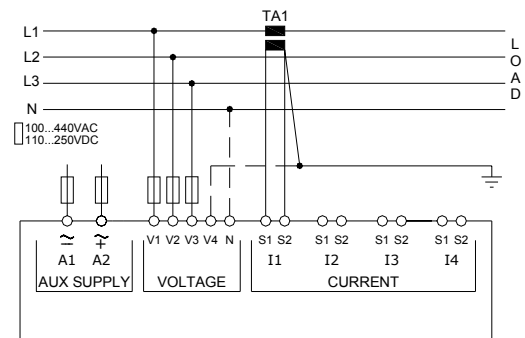 TA1
L1
L2
L3
N
L
O
A
D
100...440VAC
110...250VDC
V1 V2 V3 V4 N S1 S2 S1 S2 S1 S2 S1 S2
A1 A2 I1 I2 I3 I4
AUX SUPPLY VOLTAGE CURRENT